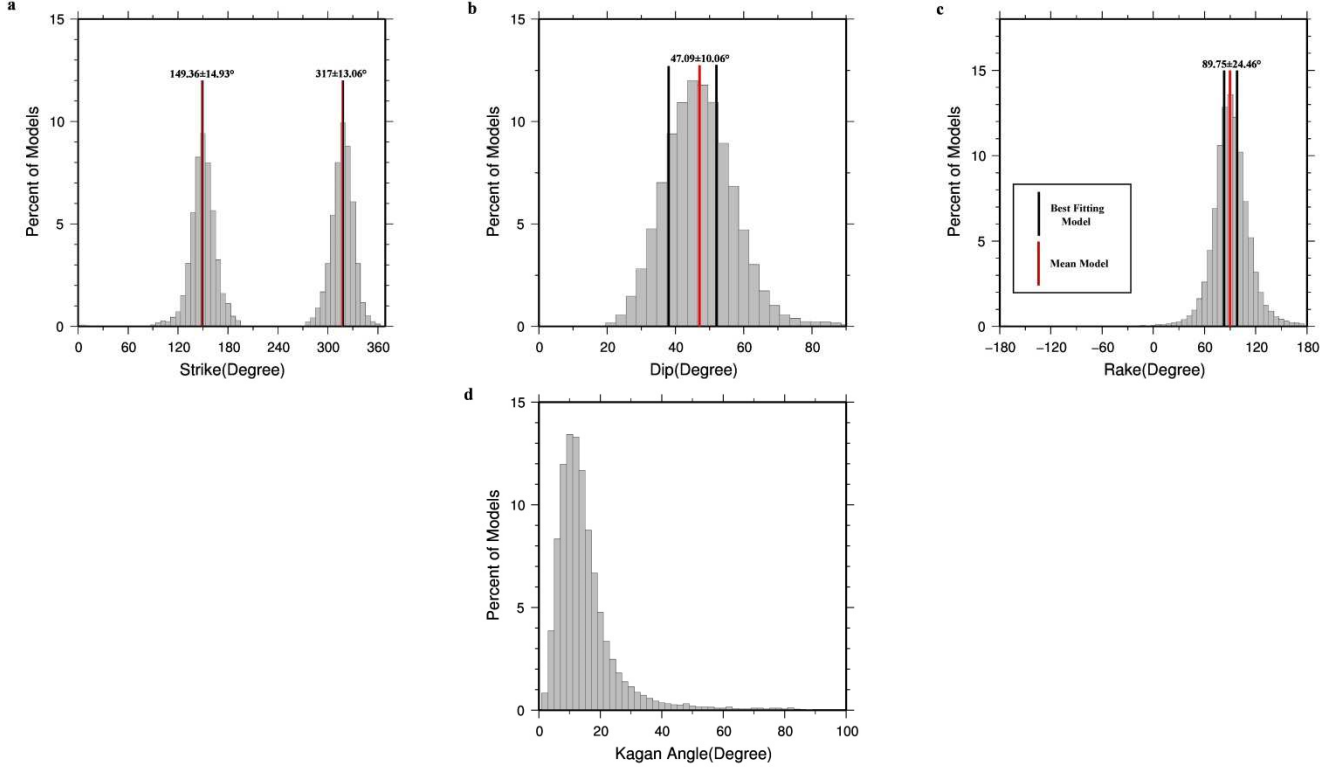 a
15
10
5
0
Percent of Models
149.36±14.93º
317±13.06º
0 60 120 180 240 300 360
Strike(Degree)
b
15
10
5
0
Percent of Models
47.09±10.06º
0 20 40 60 80
Dip(Degree)
c
15
10
5
0
Percent of Models
89.75±24.46º
Best Fitting
Model
Mean Model
−180 −120 −60 0 60 120 180
Rake(Degree)
d
15
10
5
0
Percent of Models
0 20 40 60 80 100
Kagan Angle(Degree)